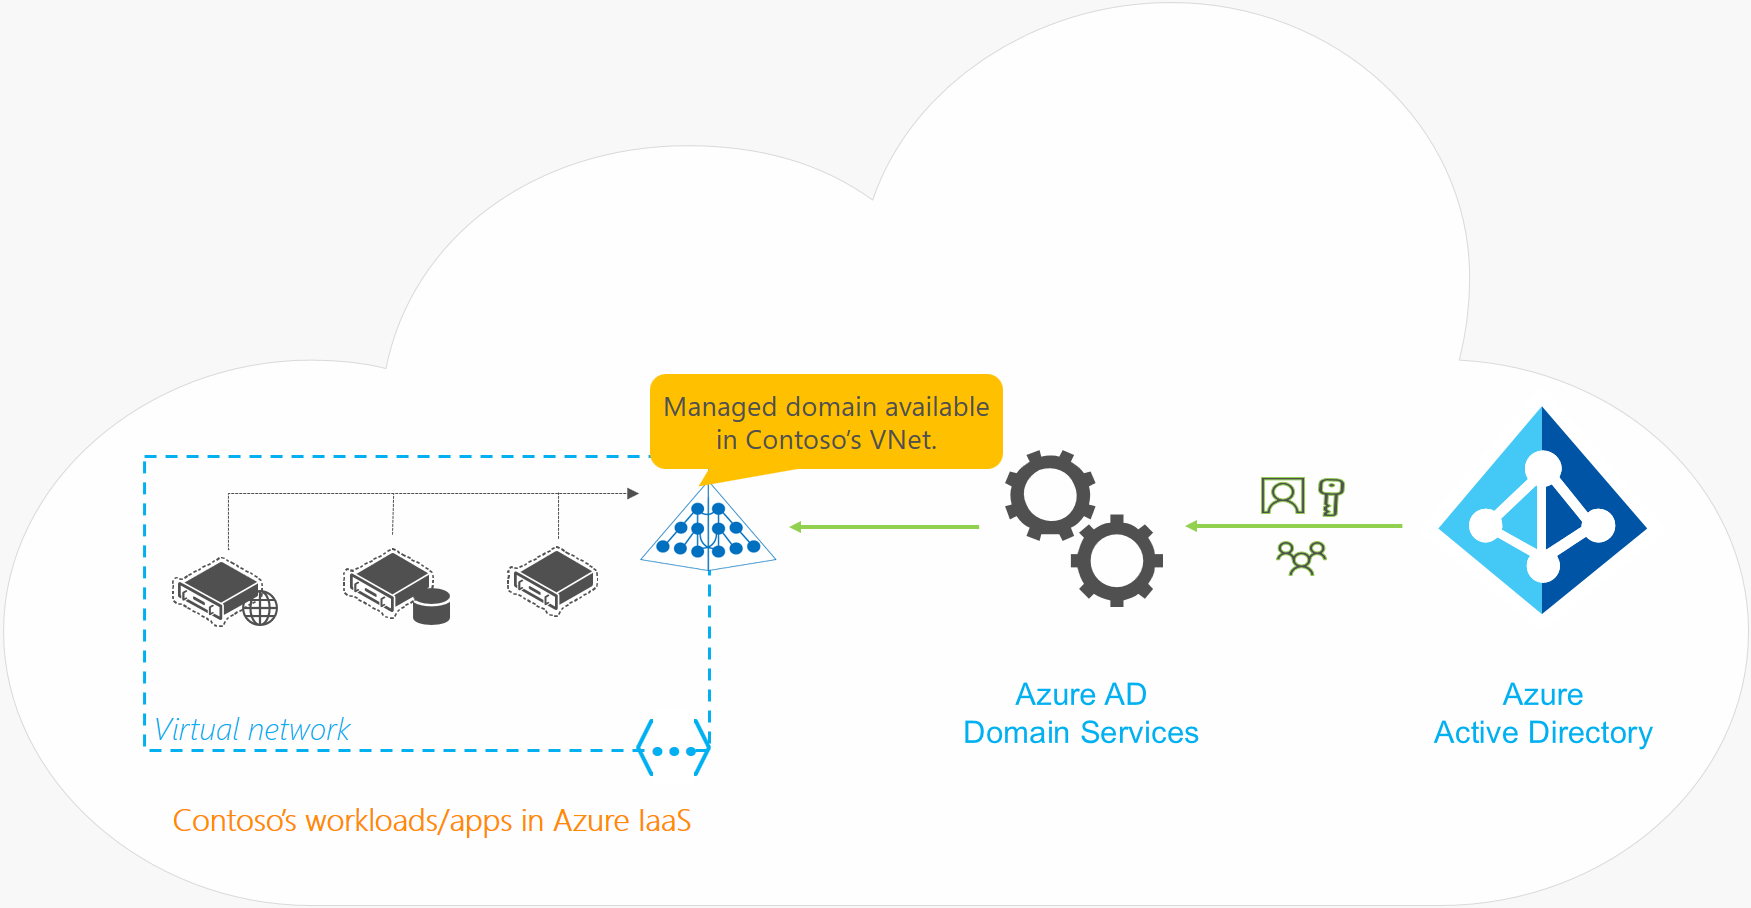 Managed domain available
in Contoso's VNet.
Virtual network
Contoso's workloads/apps in Azure IaaS
Azure AD
Domain Services
Azure
Active Directory